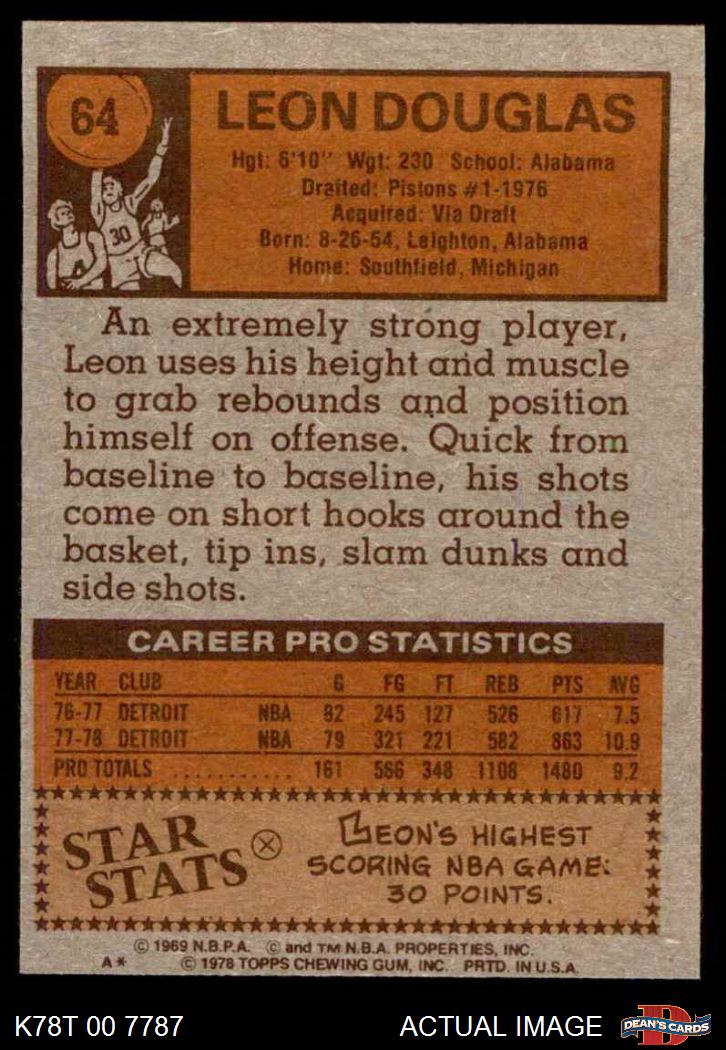 64
LEON DOUGLAS
Hgt: 6'10" Wgt: 230 School: Alabama
Drafted: Pistons #1-1976
Acquired: Via Draft
Born: 8-26-54, Leighton, Alabama
Home: Southfield, Michigan
30
An extremely strong player,
Leon uses his height and muscle
to grab rebounds and position
himself on offense. Quick from
baseline to baseline, his shots
come on short hooks around the
basket, tip ins, slam dunks and
side shots.
CAREER PRO STATISTICS
YEAR CLUB G FG FT REB PTS AVG
76-77 DETROIT NBA 82 245 127 526 617 7.5
77-78 DETROIT NBA 79 321 221 582 863 10.9
PRO TOTALS ............ 161 566 348 1108 1480 9.2
STAR
STATS
LEON'S HIGHEST
SCORING NBA GAME:
30 POINTS.
© 1969 N.B.P.A. © and TM N.B.A. PROPERTIES, INC.
A* © 1978 TOPPS CHEWING GUM, INC. PRTD. IN U.S.A.
K78T 00 7787 ACTUAL IMAGE
D
DEAN'S CARDS